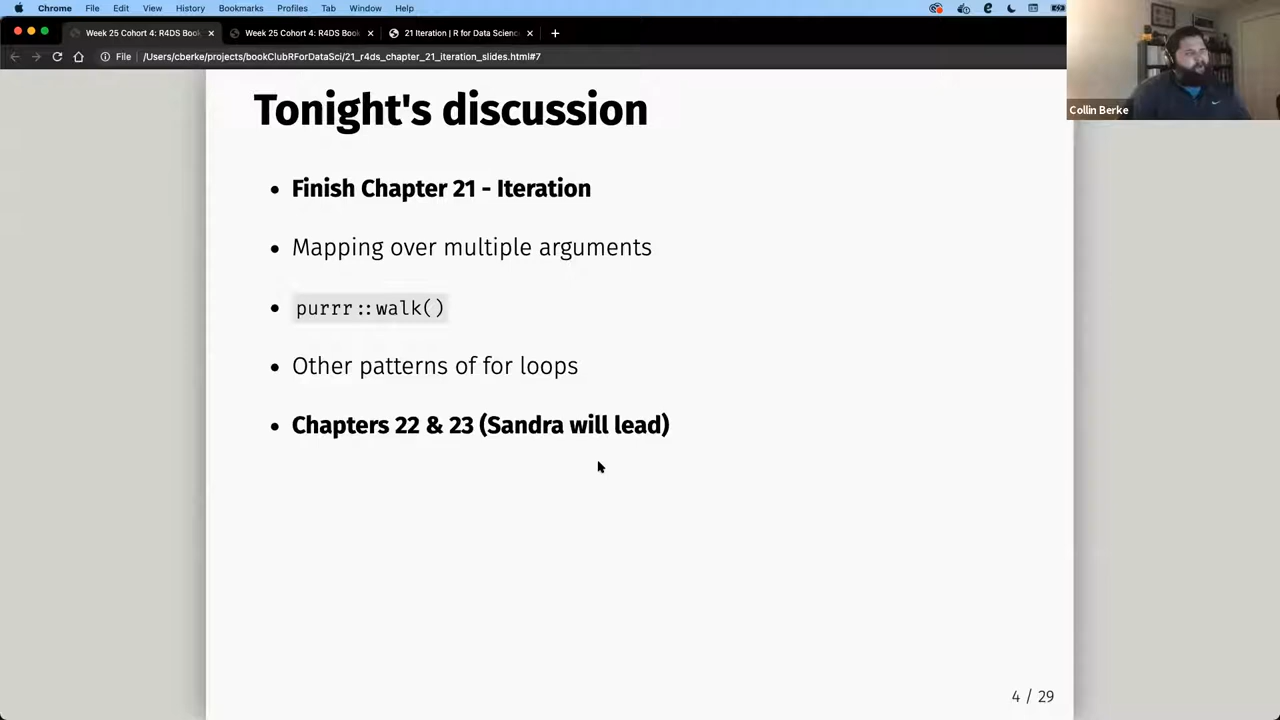 Chrome File Edit View History Bookmarks Profiles Tab Window Help
Week 25 Cohort 4: R4DS Boo
Week 25 Cohort 4: R4DS Boo
21 Iteration | R for Data Scienc
File /Users/cberke/projects/bookClubRForDataSci/21_r4ds_chapter_21_iteration_slides.html#7
Collin Berke
Tonight's discussion
• Finish Chapter 21 - Iteration
• Mapping over multiple arguments
• purrr::walk()
• Other patterns of for loops
• Chapters 22 & 23 (Sandra will lead)
4 / 29